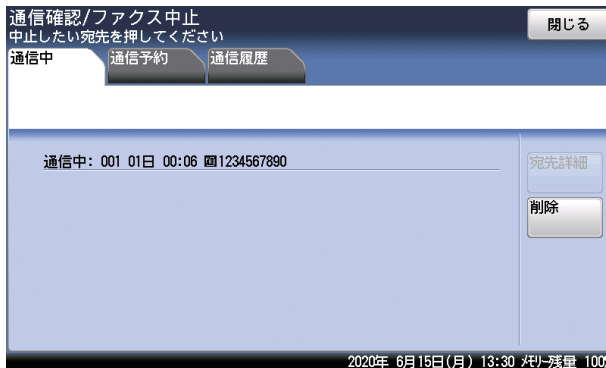 通信確認/ファクス中止
中止したい宛先を押してください
閉じる
通信中
通信予約
通信履歴
通信中: 001 01日 00:06 1234567890
宛先詳細
削除
2020年 6月15日(月) 13:30 ﾒﾓﾘｰ残量 100%